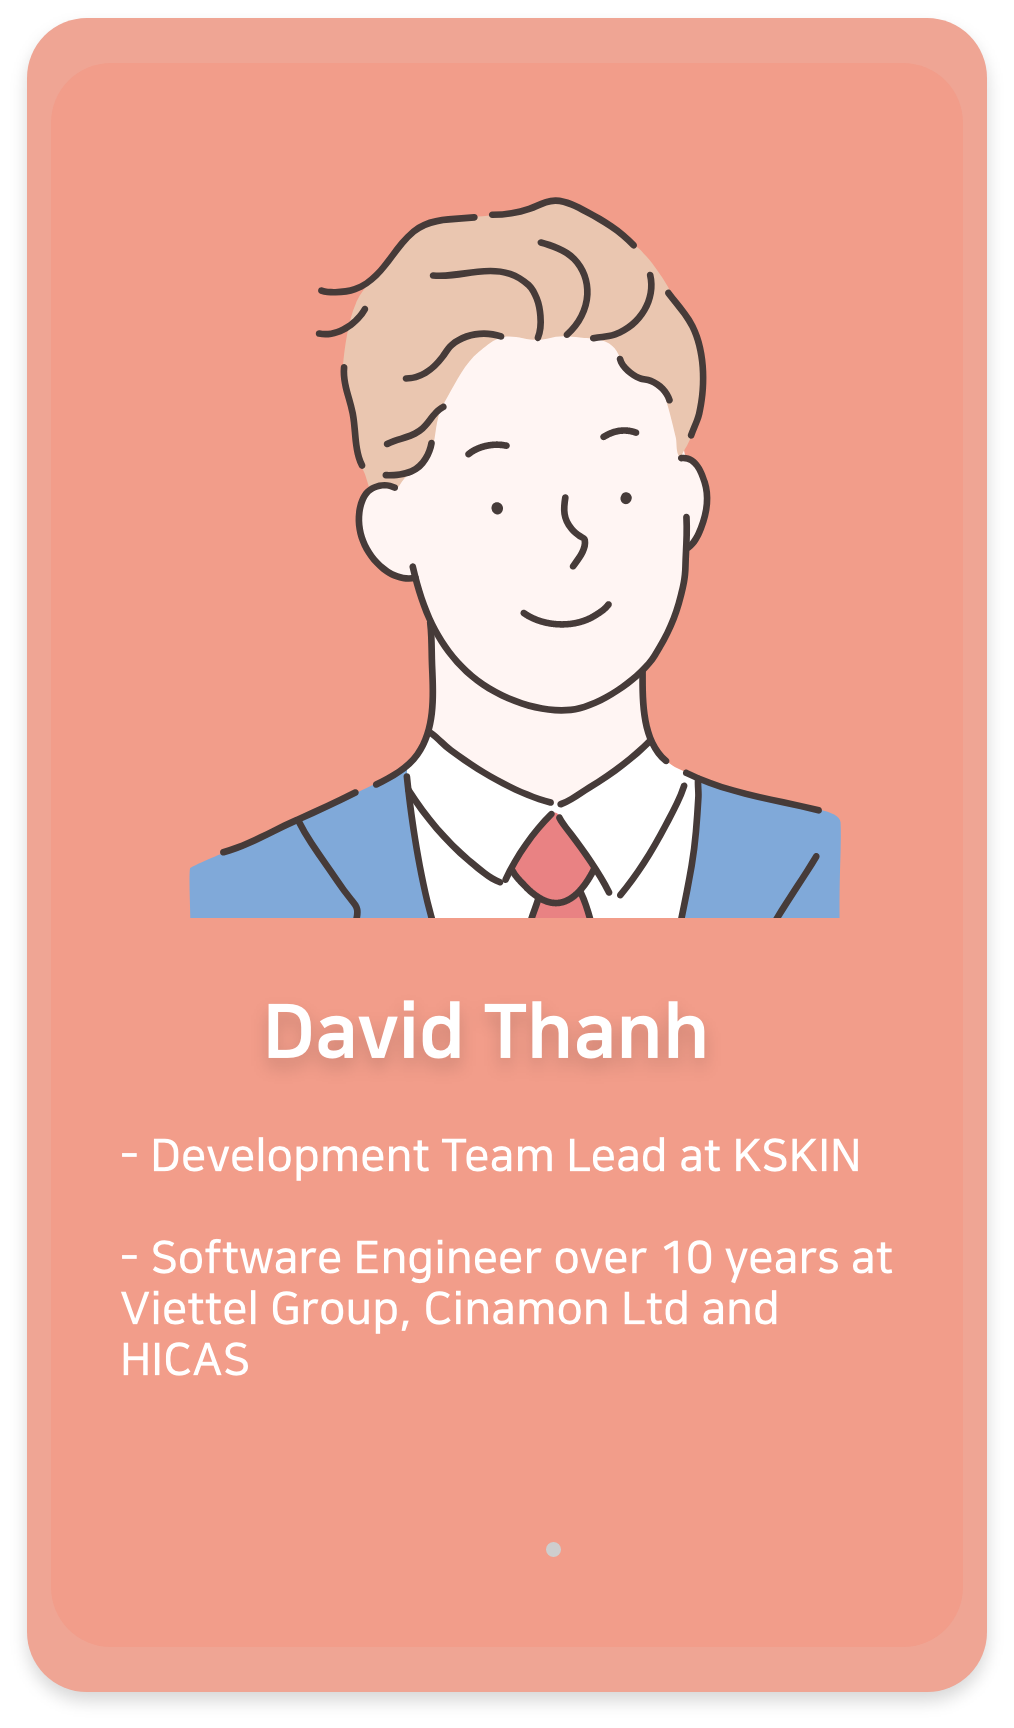 David Thanh
- Development Team Lead at KSKIN
- Software Engineer over 10 years at
Viettel Group, Cinamon Ltd and
HICAS